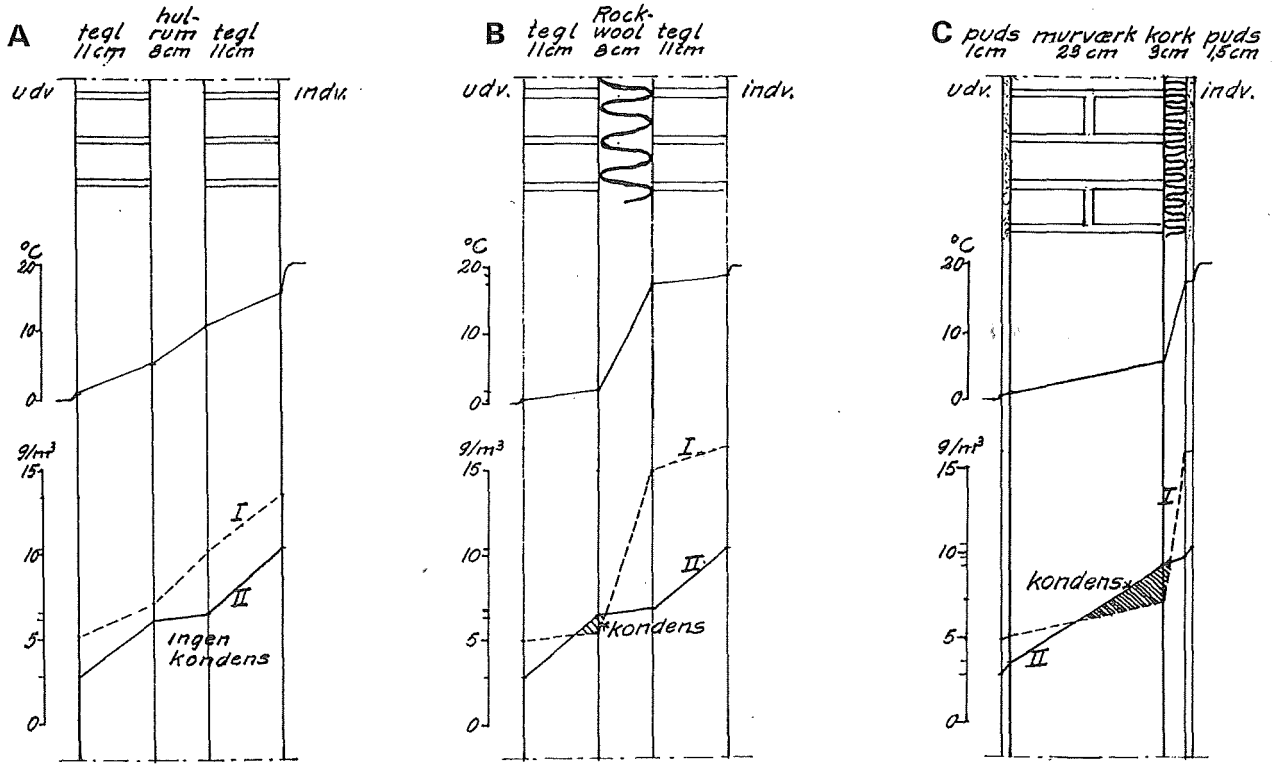 A
tegl hul- tegl
11cm rum 11cm
8cm
udv indv.
°C
20
10
0
g/m³
15
10
5
0
I
II
ingen
kondens
B
tegl Rock- tegl
11cm wool 11cm
8cm
udv. indv.
°C
20
10
0
g/m³
15
10
5
0
I
II
kondens
C
puds murværk kork puds
1cm 23 cm 3cm 1,5cm
udv. indv.
°C
20
10
0
g/m³
15
10
5
0
I
II
kondens